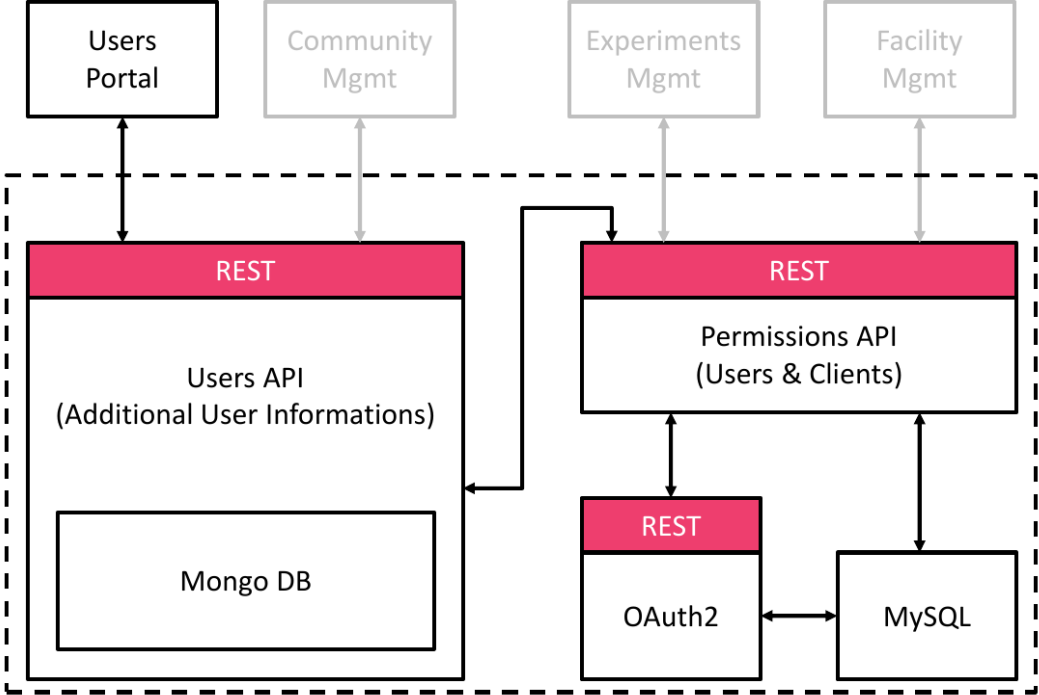 Users
Portal
Community
Mgmt
Experiments
Mgmt
Facility
Mgmt
REST
Users API
(Additional User Informations)
Mongo DB
REST
Permissions API
(Users & Clients)
REST
OAuth2
MySQL